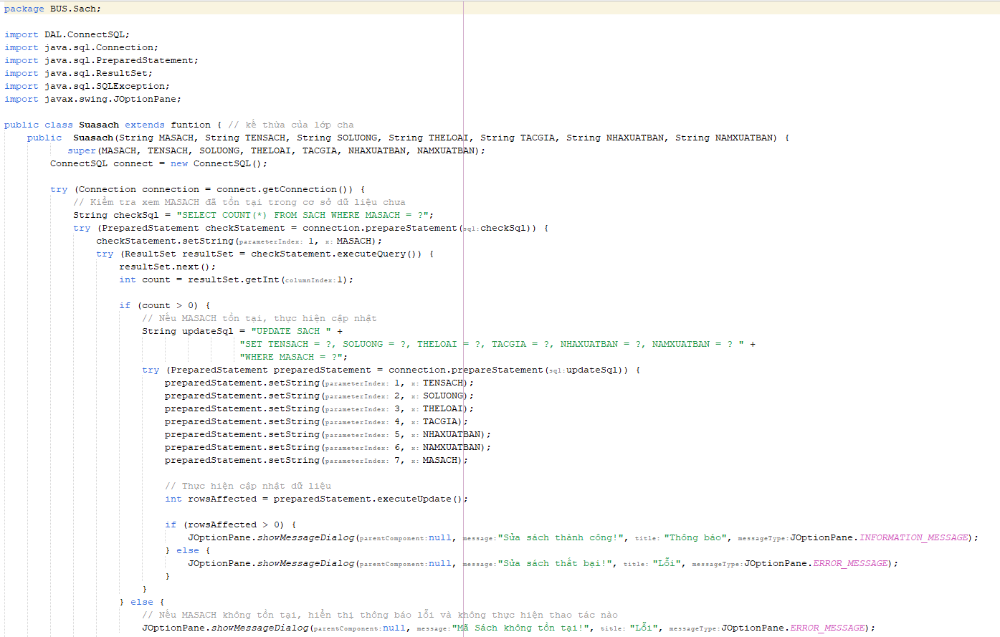 package BUS.Sach;
import DAL.ConnectSQL;
import java.sql.Connection;
import java.sql.PreparedStatement;
import java.sql.ResultSet;
import java.sql.SQLException;
import javax.swing.JOptionPane;
public class Suasach extends funtion { // kế thừa của lớp cha
public  Suasach(String MASACH, String TENSACH, String SOLUONG, String THELOAI, String TACGIA, String NHAXUATBAN, String NAMXUATBAN) {
super(MASACH, TENSACH, SOLUONG, THELOAI, TACGIA, NHAXUATBAN, NAMXUATBAN);
ConnectSQL connect = new ConnectSQL();
try (Connection connection = connect.getConnection()) {
// Kiểm tra xem MASACH đã tồn tại trong cơ sở dữ liệu chưa
String checkSql = "SELECT COUNT(*) FROM SACH WHERE MASACH = ?";
try (PreparedStatement checkStatement = connection.prepareStatement(sql:checkSql)) {
checkStatement.setString(parameterIndex: 1, x: MASACH);
try (ResultSet resultSet = checkStatement.executeQuery()) {
resultSet.next();
int count = resultSet.getInt(columnIndex:1);
if (count > 0) {
// Nếu MASACH tồn tại, thực hiện cập nhật
String updateSql = "UPDATE SACH " +
"SET TENSACH = ?, SOLUONG = ?, THELOAI = ?, TACGIA = ?, NHAXUATBAN = ?, NAMXUATBAN = ? " +
"WHERE MASACH = ?";
try (PreparedStatement preparedStatement = connection.prepareStatement(sql:updateSql)) {
preparedStatement.setString(parameterIndex: 1, x: TENSACH);
preparedStatement.setString(parameterIndex: 2, x: SOLUONG);
preparedStatement.setString(parameterIndex: 3, x: THELOAI);
preparedStatement.setString(parameterIndex: 4, x: TACGIA);
preparedStatement.setString(parameterIndex: 5, x: NHAXUATBAN);
preparedStatement.setString(parameterIndex: 6, x: NAMXUATBAN);
preparedStatement.setString(parameterIndex: 7, x: MASACH);
// Thực hiện cập nhật dữ liệu
int rowsAffected = preparedStatement.executeUpdate();
if (rowsAffected > 0) {
JOptionPane.showMessageDialog(parentComponent:null, message:"Sửa sách thành công!", title: "Thông báo", messageType:JOptionPane.INFORMATION_MESSAGE);
} else {
JOptionPane.showMessageDialog(parentComponent:null, message:"Sửa sách thất bại!", title: "Lỗi", messageType:JOptionPane.ERROR_MESSAGE);
}
}
} else {
// Nếu MASACH không tồn tại, hiển thị thông báo lỗi và không thực hiện thao tác nào
JOptionPane.showMessageDialog(parentComponent:null, message:"Mã Sách không tồn tại!", title: "Lỗi", messageType:JOptionPane.ERROR_MESSAGE);